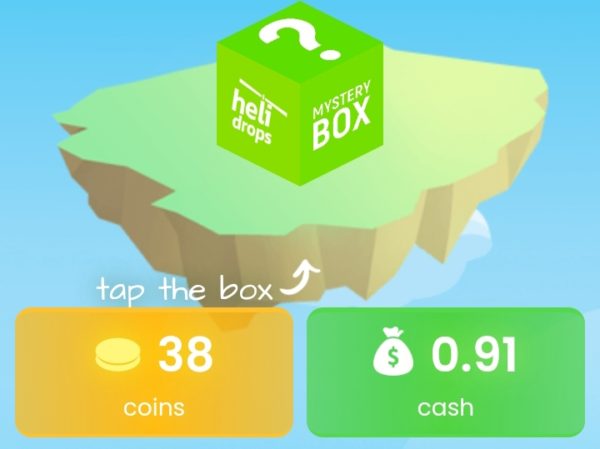 ?
heli
drops
MYSTERY
BOX
tap the box
38
coins
$ 0.91
cash